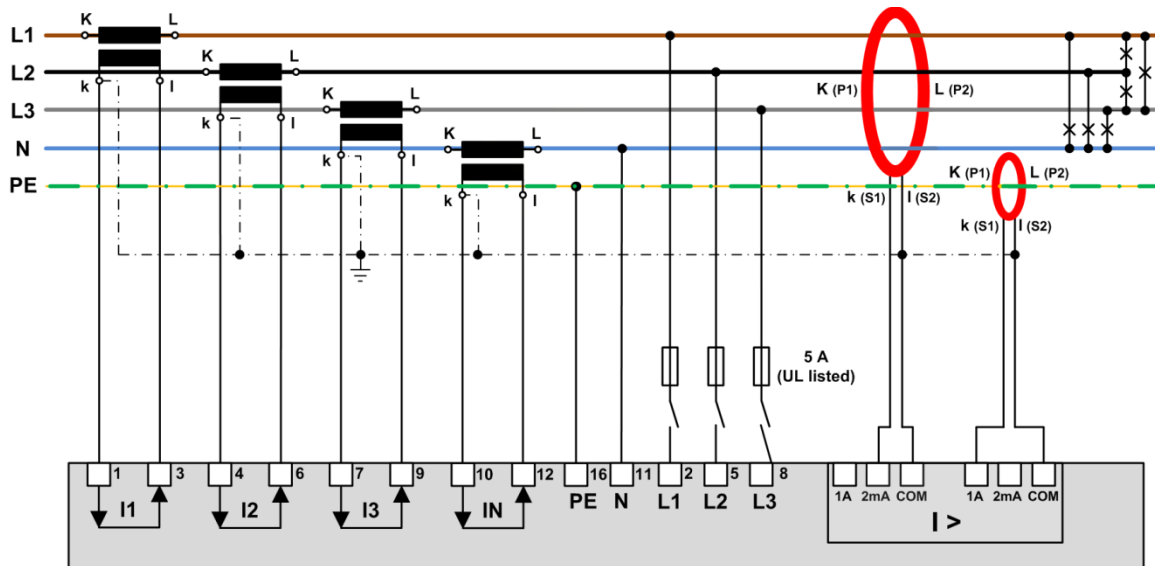 K L
L1
K L
L2
k l
K (P1) L (P2)
K L
L3
k l
K L
N
k l
K (P1) L (P2)
PE
k l
k (S1) l (S2)
k (S1) l (S2)
5 A
(UL listed)
1 3 4 6 7 9 10 12 16 11 2 5 8
I1 I2 I3 IN PE N L1 L2 L3
1A 2mA COM 1A 2mA COM
I >